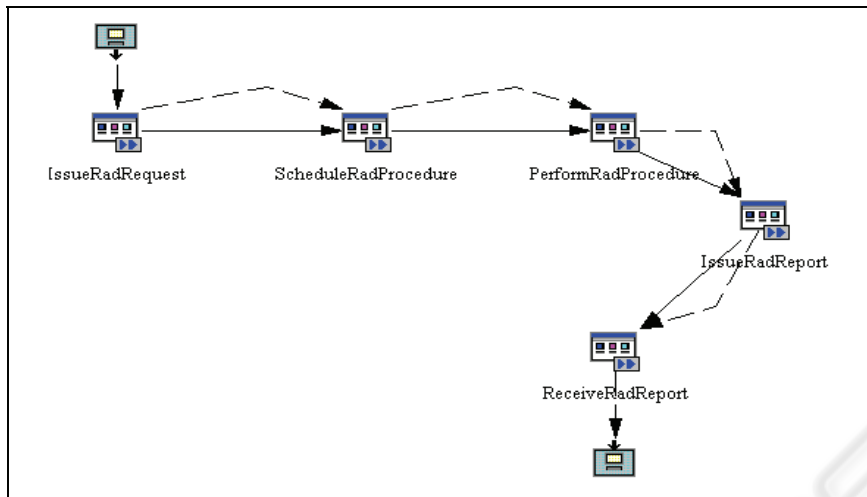 IssueRadRequest
ScheduleRadProcedure
PerformRadProcedure
IssueRadReport
ReceiveRadReport